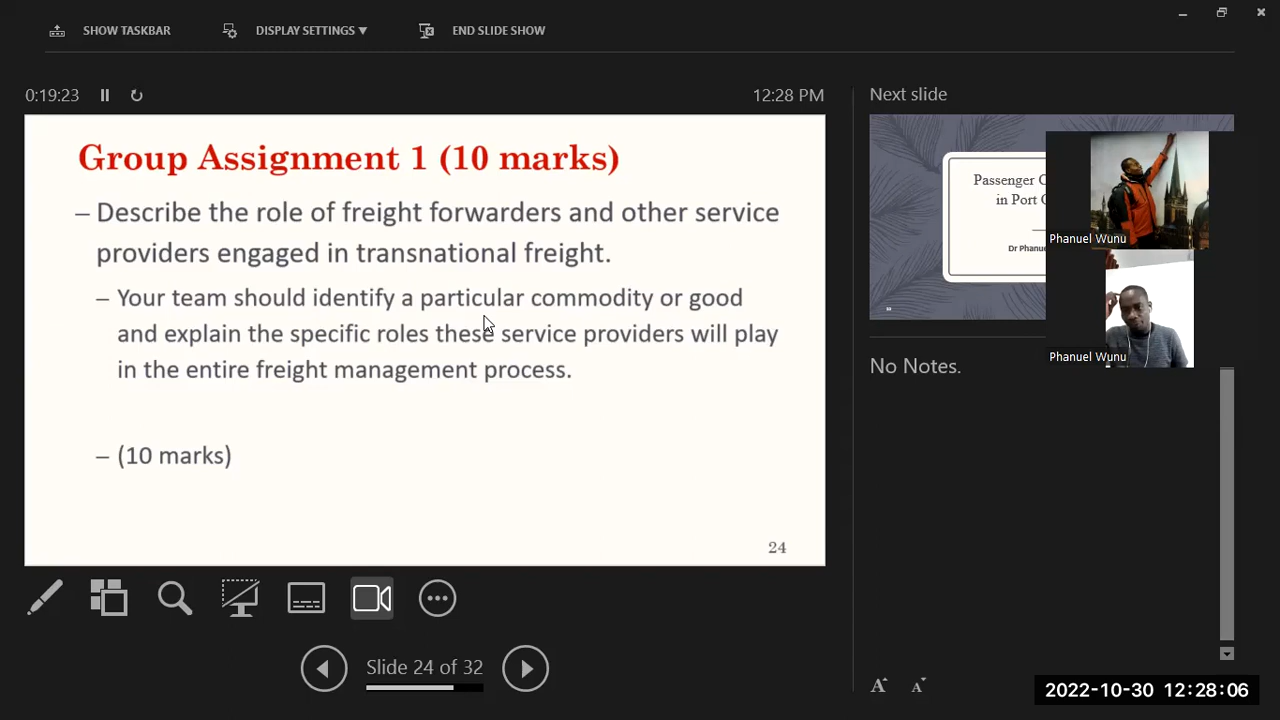 SHOW TASKBAR
DISPLAY SETTINGS ▼
END SLIDE SHOW
0:19:23
12:28 PM
Group Assignment 1 (10 marks)
– Describe the role of freight forwarders and other service
providers engaged in transnational freight.
– Your team should identify a particular commodity or good
and explain the specific roles these service providers will play
in the entire freight management process.
– (10 marks)
24
Slide 24 of 32
Next slide
Passenger
in Port
Dr
Phanuel Wunu
Phanuel Wunu
No Notes.
A
A
2022-10-30 12:28:06